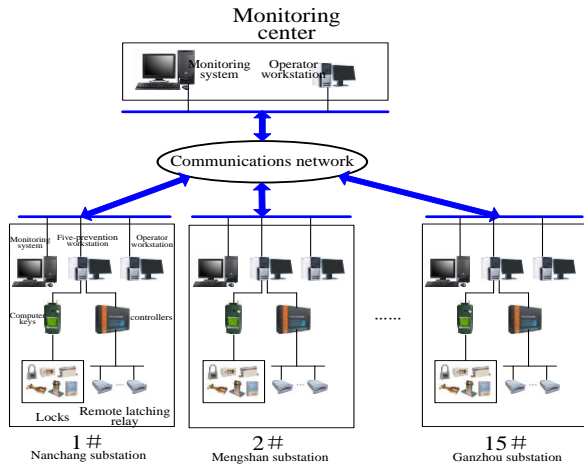 Monitoring
center
Monitoring
system
Operator
workstation
Communications network
Monitoring
system
Five-prevention
workstation
Operator
workstation
Computer
keys
controllers
......
Locks
Remote latching
relay
1#
Nanchang substation
2#
Mengshan substation
15#
Ganzhou substation